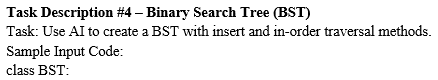 Task Description #4 – Binary Search Tree (BST)
Task: Use AI to create a BST with insert and in-order traversal methods.
Sample Input Code:
class BST: